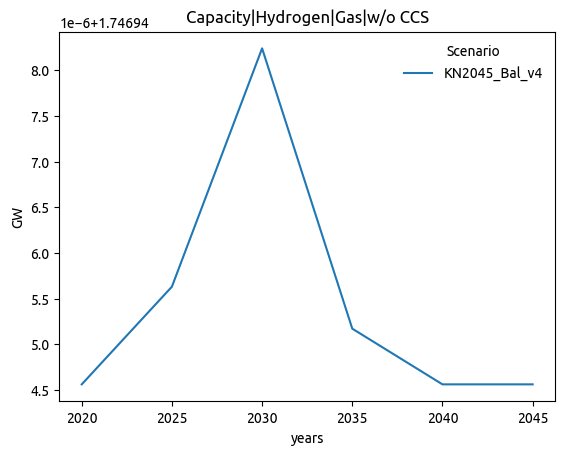 Capacity|Hydrogen|Gas|w/o CCS
1e−6+1.74694
Scenario
KN2045_Bal_v4
8.0
7.5
7.0
6.5
6.0
5.5
5.0
4.5
GW
2020 2025 2030 2035 2040 2045
years